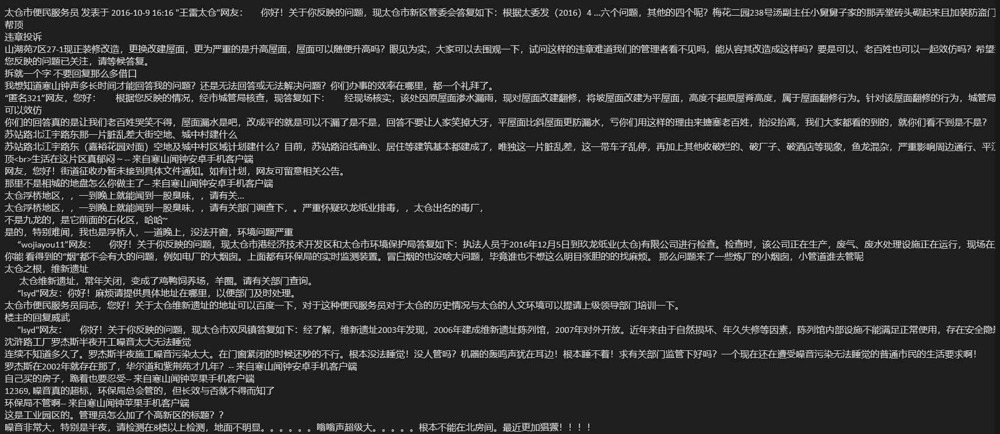 太仓市便民服务员 发表于 2016-10-9 16:16 "王雷太仓"网友： 你好！关于你反映的问题，现太仓市新区管委会答复如下：根据太委发（2016）4 ...六个问题，其他的四个呢？梅花二园238号汤副主任小舅舅子家的那弄堂砖头砌起来且加装防盗门
帮顶
违章投诉
山湖苑7区27-1现正装修改造，更换改建屋面，更为严重的是升高屋面，屋面可以随便升高吗？眼见为实，大家可以去围观一下，试问这样的违章难道我们的管理者看不见吗，能从容其改造成这样吗？要是可以，老百姓也可以一起效仿吗？希望
您反映的问题已关注，请等候答复。
拆就一个字 不要回复那么多借口
我想知道寒山钟声多长时间才能回答我的问题？还是无法回答或无法解决问题？你们办事的效率在哪里，都一个礼拜了。
“匿名321”网友，您好： 根据您反映的情况，经市城管局核查，现答复如下： 经现场核实，该处因原屋面渗水漏雨，现对屋面改建翻修，将坡屋面改建为平屋面，高度不超原屋脊高度，属于屋面翻修行为。针对该屋面翻修的行为，城管局
可以效仿
你们的回答真的是让我们老百姓哭笑不得，屋面漏水是吧，改成平的就是可以不漏了是不是，回答不要让人家笑掉大牙，平屋面比斜屋面更防漏水，亏你们用这样的理由来搪塞老百姓，抬没抬高，我们大家都看的到的，就你们看不到是不是？
苏站路北江宇路东那一片脏乱差大街空地、城中村建什么
苏站路北江宇路东（嘉裕花园对面）空地及城中村区域计划建什么？目前，苏站路沿线商业、居住等建筑基本都建成了，唯独这一片脏乱差，这一带车子乱停，再加上其他收破烂的、破厂子、破酒店等现象，鱼龙混杂，严重影响周边通行、平江
顶<br>生活在这片区真郁闷～-- 来自寒山闻钟安卓手机客户端
网友，您好！街道征收办暂未接到具体文件通知。如有计划，网友可留意相关公告。
那里不是相城的地盘怎么你做主了-- 来自寒山闻钟安卓手机客户端
太仓浮桥地区，，一到晚上就能闻到一股臭味，，请有关...
太仓浮桥地区，，一到晚上就能闻到一股臭味，，请有关部门调查下，。严重怀疑玖龙纸业排毒，，太仓出名的毒厂，
不是九龙的，是它前面的石化区，哈哈~
是的，特别难闻，我也是浮桥人，一道晚上，没法开窗，环境问题严重
“wojiayou11”网友： 你好！关于你反映的问题，现太仓市港经济技术开发区和太仓市环境保护局答复如下：执法人员于2016年12月5日到玖龙纸业(太仓)有限公司进行检查。检查时，该公司正在生产，废气、废水处理设施正在运行，现场在
你能 看得到的“烟”都不会有大的问题，例如电厂的大烟囱。上面都有环保局的实时监测装置。冒白烟的也没啥大问题，毕竟谁也不想这么明目张胆的的找麻烦。 那么问题来了一些炼厂的小烟囱，小管道谁去管呢
太仓之根，维新遗址
太仓维新遗址，常年关闭，变成了鸡鸭饲养场，羊圈。请有关部门查询。
“lsyd"网友：你好！麻烦请提供具体地址在哪里，以便部门及时处理。
太仓市便民服务员同志，您好！关于太仓维新遗址的地址可以百度一下，对于这种便民服务员对于太仓的历史情况与太仓的人文环境可以提请上级领导部门培训一下。
楼主的回复威武
"lsyd"网友： 你好！关于你反映的问题，现太仓市双凤镇答复如下：经了解，维新遗址2003年发现，2006年建成维新遗址陈列馆，2007年对外开放。近年来由于自然损坏、年久失修等因素，陈列馆内部设施不能满足正常使用，存在安全隐患
沈浒路工厂罗杰斯半夜开工噪音太大无法睡觉
连续不知道多久了。罗杰斯半夜施工噪音污染太大。在门窗紧闭的时候还吵的不行。根本没法睡觉！没人管吗？机器的轰鸣声犹在耳边！根本睡不着！求有关部门监管下好吗？一个现在还在遭受噪音污染无法睡觉的普通市民的生活要求啊！
罗杰斯在2002年就存在那了，华尔道和紫荆苑才几年？-- 来自寒山闻钟安卓手机客户端
自己买的房子，跪着也要忍受-- 来自寒山闻钟苹果手机客户端
12369, 噪音真的超标，环保局总会管的，但长效与否就不得而知了
环保局不管啊-- 来自寒山闻钟苹果手机客户端
这是工业园区的。管理员怎么加了个高新区的标题？？
噪音非常大，特别是半夜，请检测在8楼以上检测，地面不明显。。。。。。嗡嗡声超级大。。。。。根本不能在北房间。最近更加猖獗！！！！